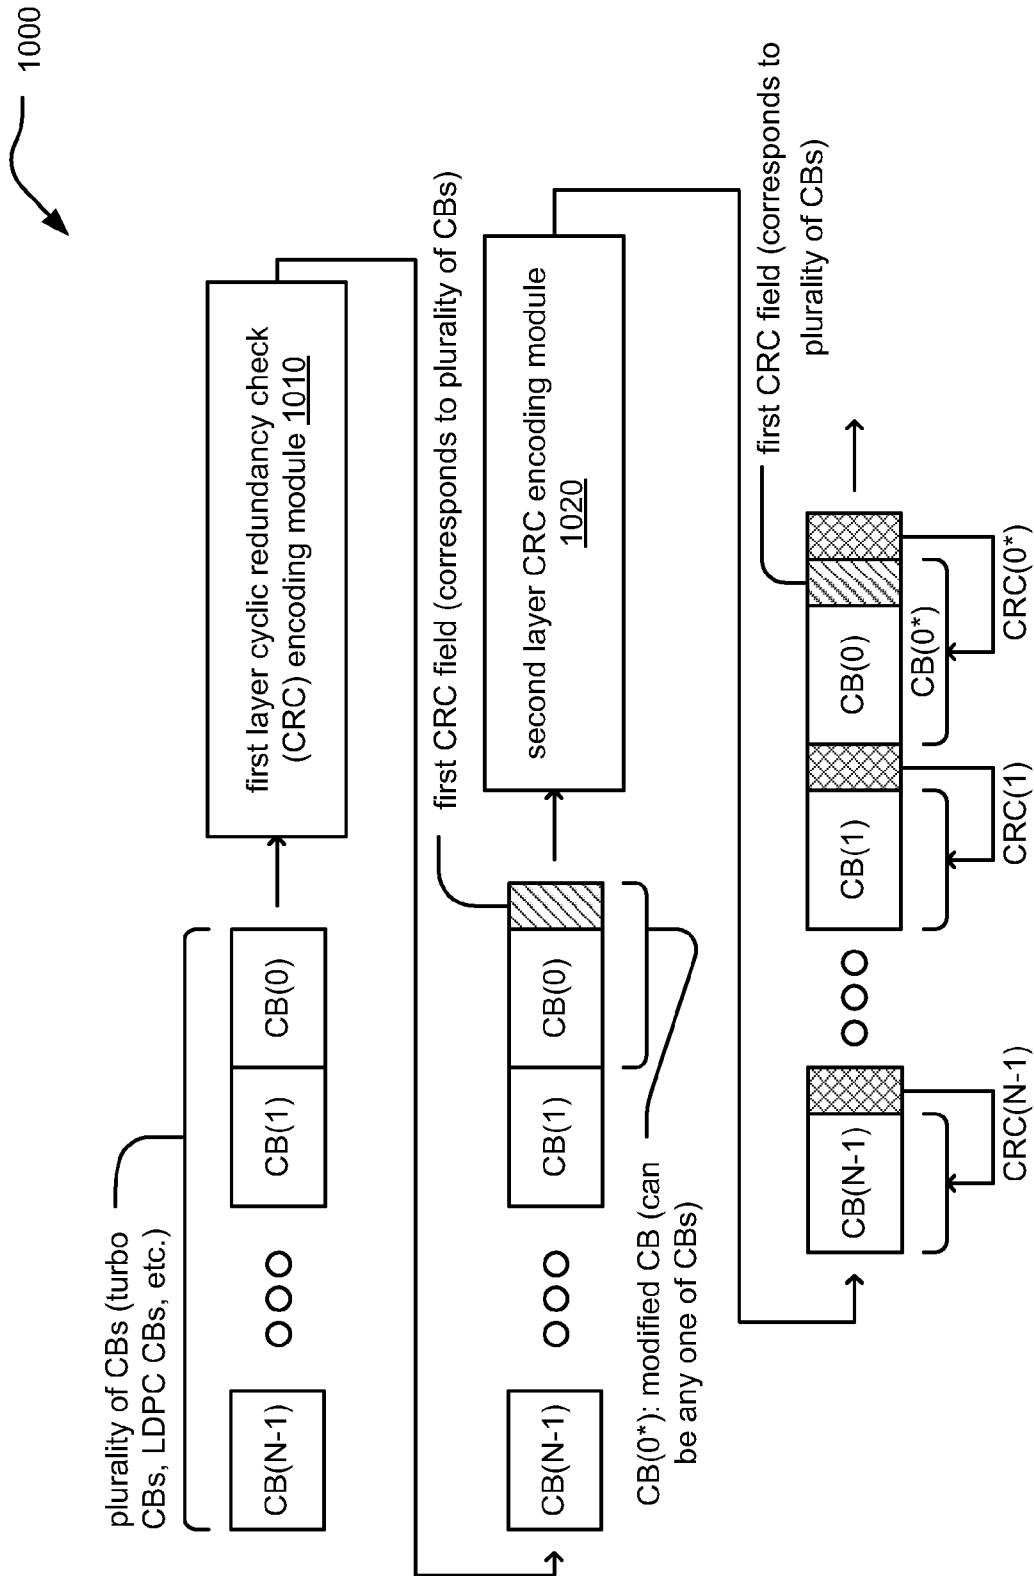 1000
plurality of CBs (turbo
CBs, LDPC CBs, etc.)
CB(N-1)
CB(1)
CB(0)
first layer cyclic redundancy check
(CRC) encoding module 1010
first CRC field (corresponds to plurality of CBs)
CB(N-1)
CB(1)
CB(0)
second layer CRC encoding module
1020
CB(0*): modified CB (can
be any one of CBs)
first CRC field (corresponds to
plurality of CBs)
CB(N-1)
CB(1)
CB(0)
CB(0*)
CRC(N-1)
CRC(1)
CRC(0*)